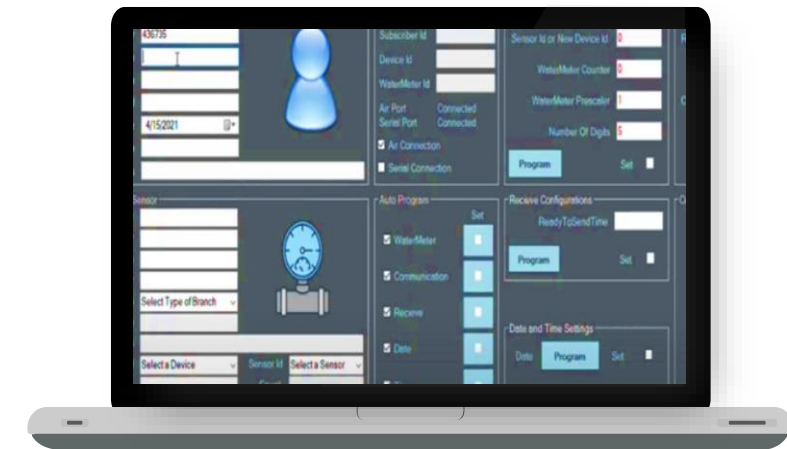 436735
4/15/2021
Subscriber Id
Device Id
WaterMeter Id
Air Port Connected
Serial Port Connected
Air Connection
Serial Connection
Sensor Id or New Device Id 0
WaterMeter Counter 0
WaterMeter Prescaler 1
Number Of Digits 5
Program Set
Sensor
Select Type of Branch
Select a Device
Sensor Id Select a Sensor
Auto Program
Set
WaterMeter
Communication
Receive
Date
Recieve Configurations
ReadyToSendTime
Program Set
Date and Time Settings
Date Program Set